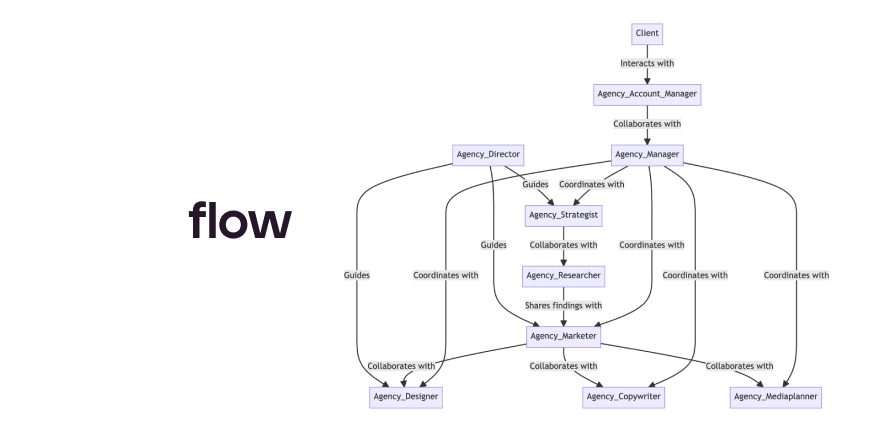 flow
Client
Interacts with
Agency_Account_Manager
Collaborates with
Agency_Director
Agency_Manager
Guides
Coordinates with
Agency_Strategist
Guides
Collaborates with
Coordinates with
Guides
Coordinates with
Agency_Researcher
Coordinates with
Coordinates with
Shares findings with
Agency_Marketer
Collaborates with
Collaborates with
Collaborates with
Agency_Designer
Agency_Copywriter
Agency_Mediaplanner